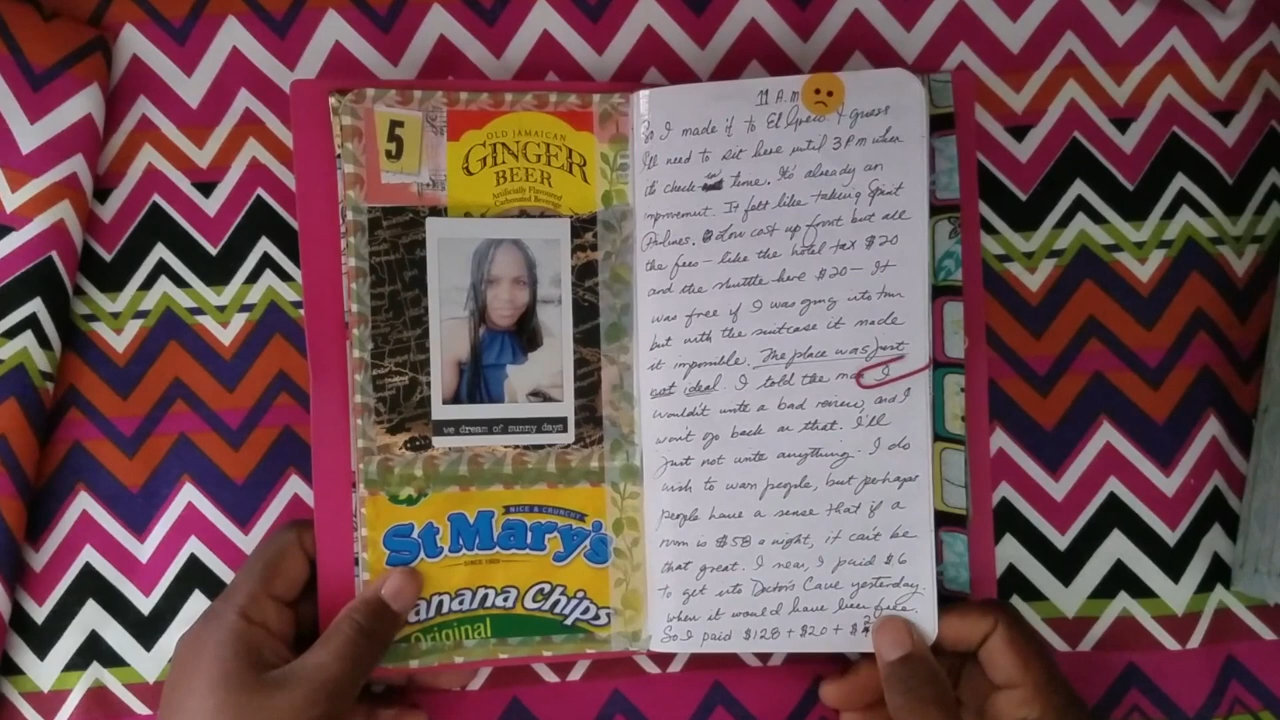 5
OLD JAMAICAN
GINGER
BEER
Artificially Flavoured
Carbonated Beverage
we dream of sunny days
NICE & CRUNCHY
St Mary's
SINCE 1969
anana Chips
Original
11 A.M
So I made it to El Greco. I guess
I'll need to sit here until 3 P.M when
it's check-in time. It's already an
improvement. It felt like taking Spirit
Airlines. Low cost up front but all
the fees – like the hotel tax $20
and the shuttle here $20 – It
was free if I was going into town
but with the suitcase it made
it impossible. The place was just
not ideal. I told the man I
wouldn't write a bad review, and I
won't go back on that. I'll
just not write anything. I do
wish to warn people, but perhaps
people have a sense that if a
room is $58 a night, it can't be
that great. I mean, I paid $6
to get into Doctor's Cave yesterday.
when it would have been free.
So I paid $128 + $20 + $